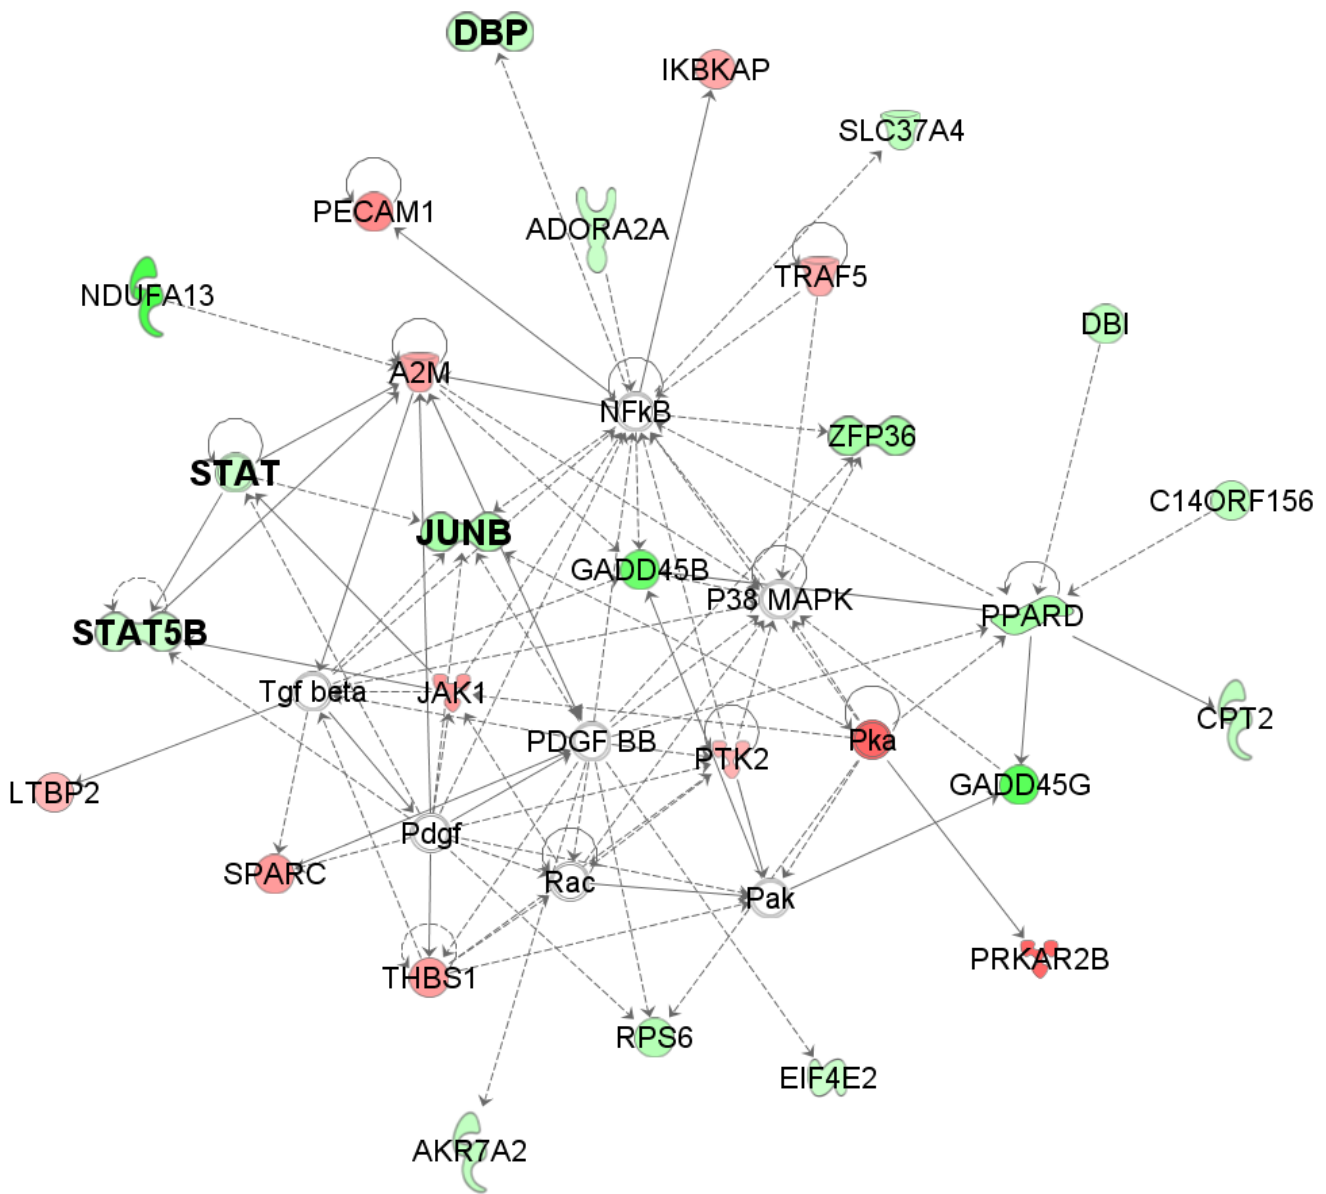 DBP
IKBKAP
SLC37A4
PECAM1
ADORA2A
TRAF5
NDUFA13
DBI
A2M
NFkB
ZFP36
STAT
C14ORF156
JUNB
GADD45B
P38 MAPK
PPARD
STAT5B
Tgf beta
JAK1
CPT2
PDGF BB
PTK2
Pka
GADD45G
LTBP2
Pdgf
SPARC
Rac
Pak
PRKAR2B
THBS1
RPS6
EIF4E2
AKR7A2